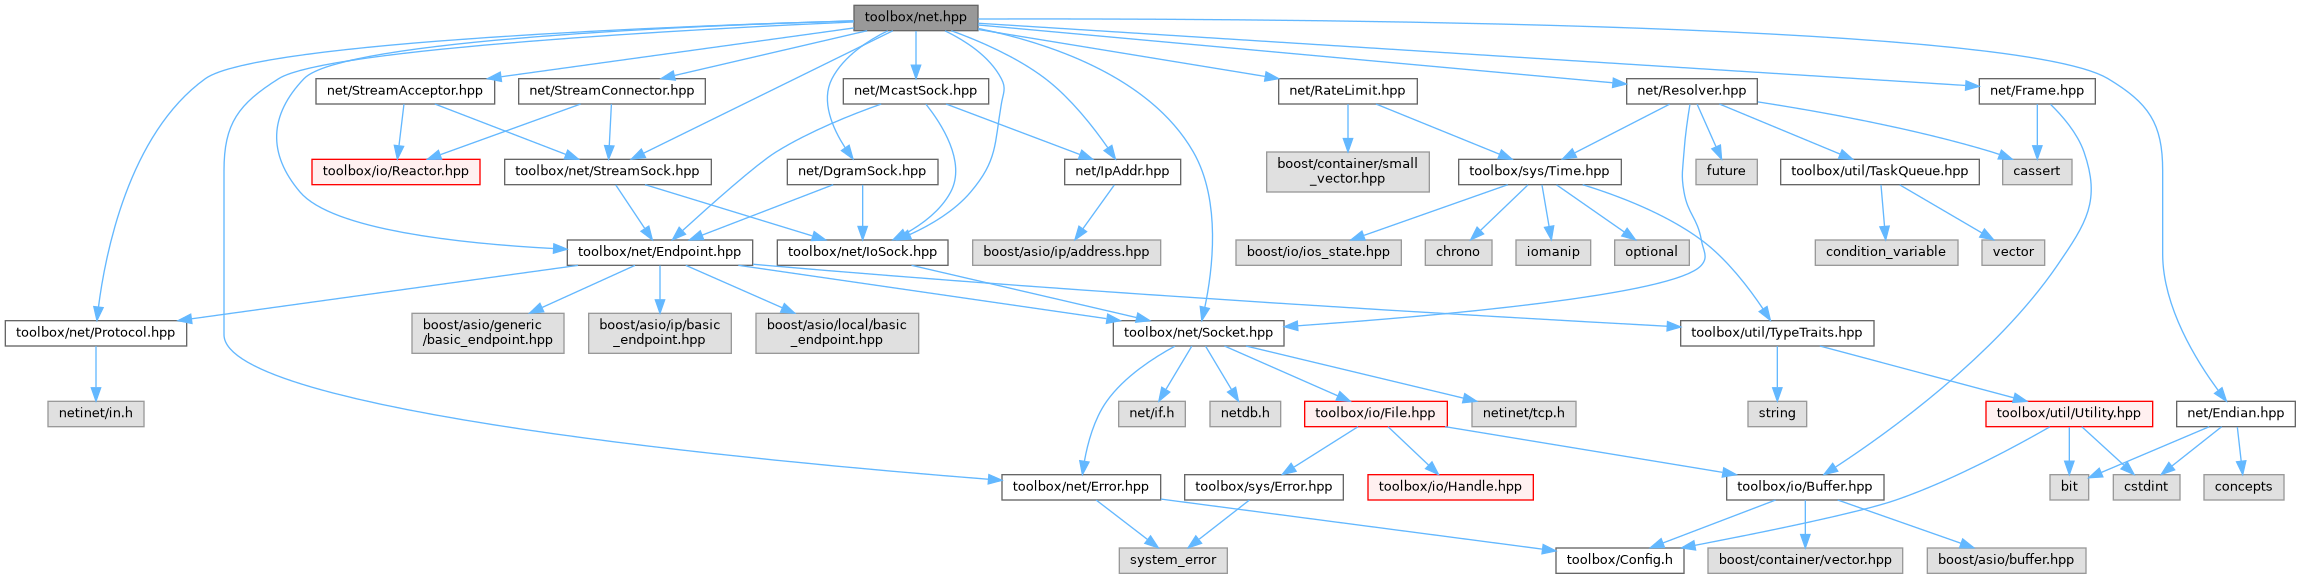 toolbox/net.hpp
net/StreamAcceptor.hpp
net/StreamConnector.hpp
net/McastSock.hpp
net/RateLimit.hpp
net/Resolver.hpp
net/Frame.hpp
toolbox/io/Reactor.hpp
toolbox/net/StreamSock.hpp
net/DgramSock.hpp
net/IpAddr.hpp
boost/container/small
_vector.hpp
toolbox/sys/Time.hpp
future
toolbox/util/TaskQueue.hpp
cassert
toolbox/net/Endpoint.hpp
toolbox/net/IoSock.hpp
boost/asio/ip/address.hpp
boost/io/ios_state.hpp
chrono
iomanip
optional
condition_variable
vector
toolbox/net/Protocol.hpp
boost/asio/generic
/basic_endpoint.hpp
boost/asio/ip/basic
_endpoint.hpp
boost/asio/local/basic
_endpoint.hpp
toolbox/net/Socket.hpp
toolbox/util/TypeTraits.hpp
netinet/in.h
net/if.h
netdb.h
toolbox/io/File.hpp
netinet/tcp.h
string
toolbox/util/Utility.hpp
net/Endian.hpp
toolbox/net/Error.hpp
toolbox/sys/Error.hpp
toolbox/io/Handle.hpp
toolbox/io/Buffer.hpp
bit
cstdint
concepts
system_error
toolbox/Config.h
boost/container/vector.hpp
boost/asio/buffer.hpp